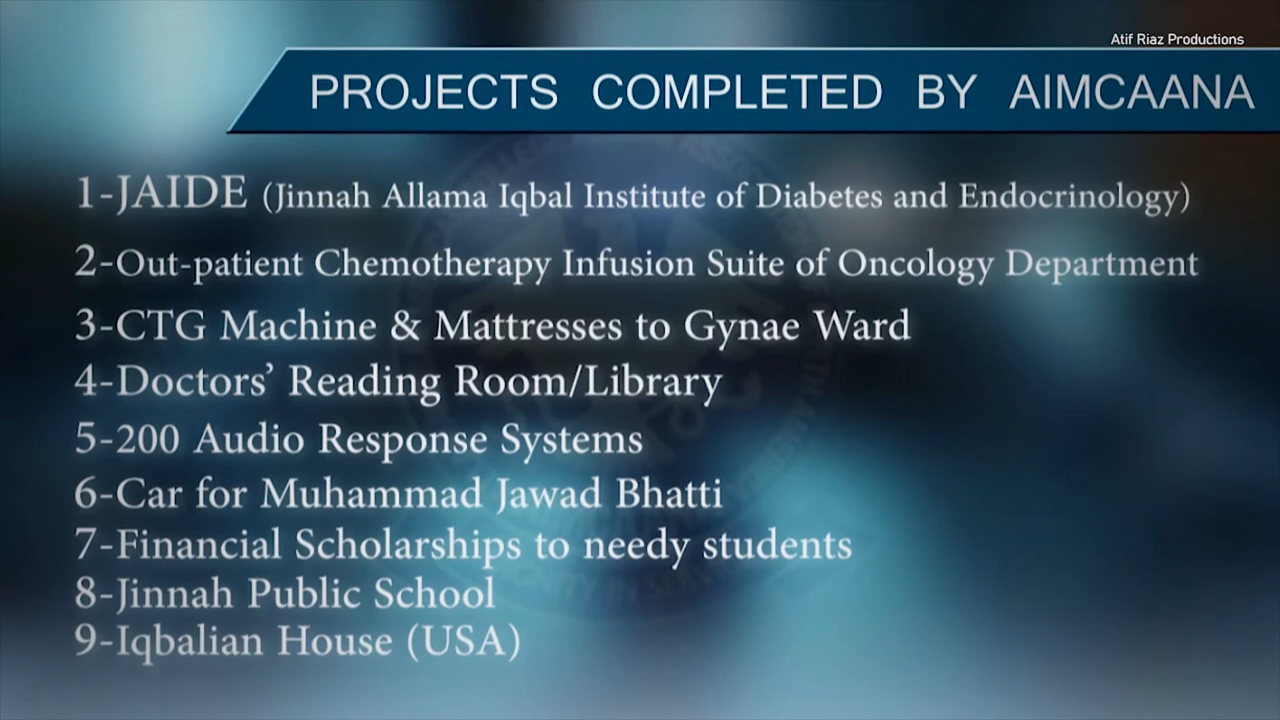 Atif Riaz Productions
PROJECTS COMPLETED BY AIMCAANA
1-JAIDE (Jinnah Allama Iqbal Institute of Diabetes and Endocrinology)
2-Out-patient Chemotherapy Infusion Suite of Oncology Department
3-CTG Machine & Mattresses to Gynae Ward
4-Doctors’ Reading Room/Library
5-200 Audio Response Systems
6-Car for Muhammad Jawad Bhatti
7-Financial Scholarships to needy students
8-Jinnah Public School
9-Iqbalian House (USA)